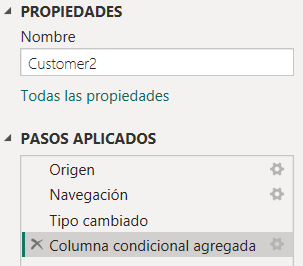 PROPIEDADES
Nombre
Customer2
Todas las propiedades
PASOS APLICADOS
Origen
Navegación
Tipo cambiado
Columna condicional agregada